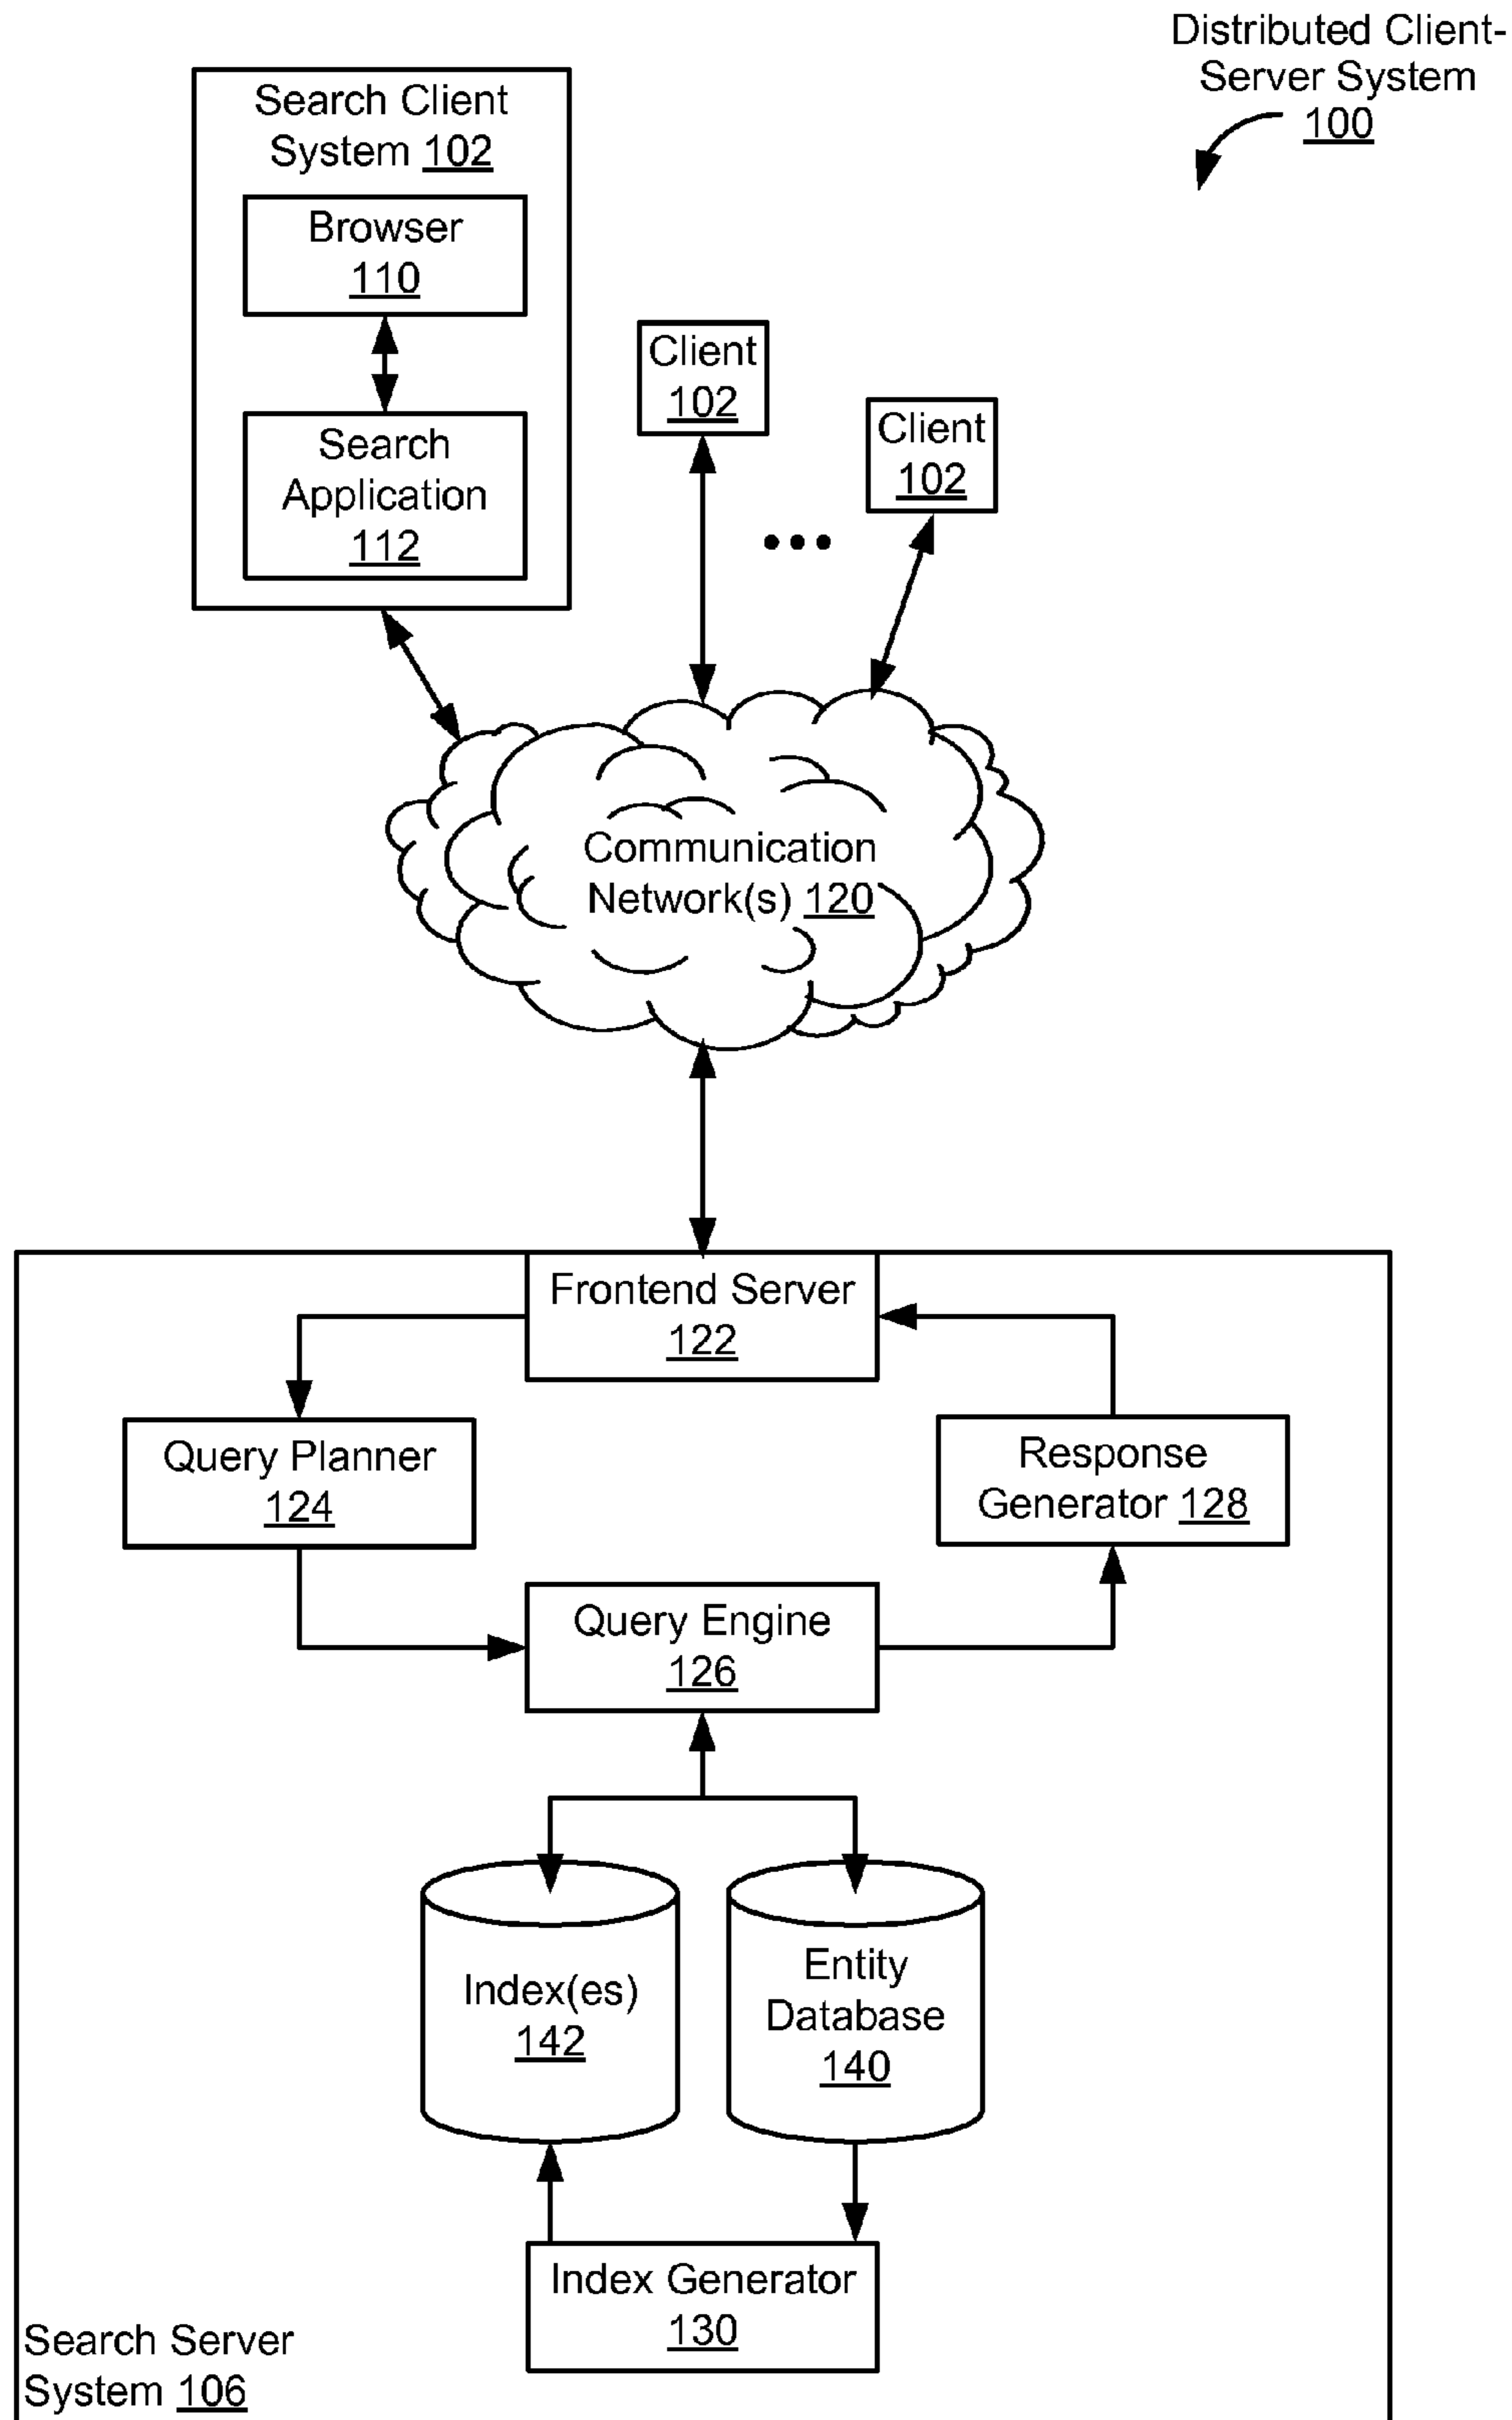 Distributed Client-
Server System
100
Search Client
System 102
Browser
110
Search
Application
112
Client
102
Client
102
Communication
Network(s) 120
Frontend Server
122
Query Planner
124
Response
Generator 128
Query Engine
126
Index(es)
142
Entity
Database
140
Index Generator
130
Search Server
System 106